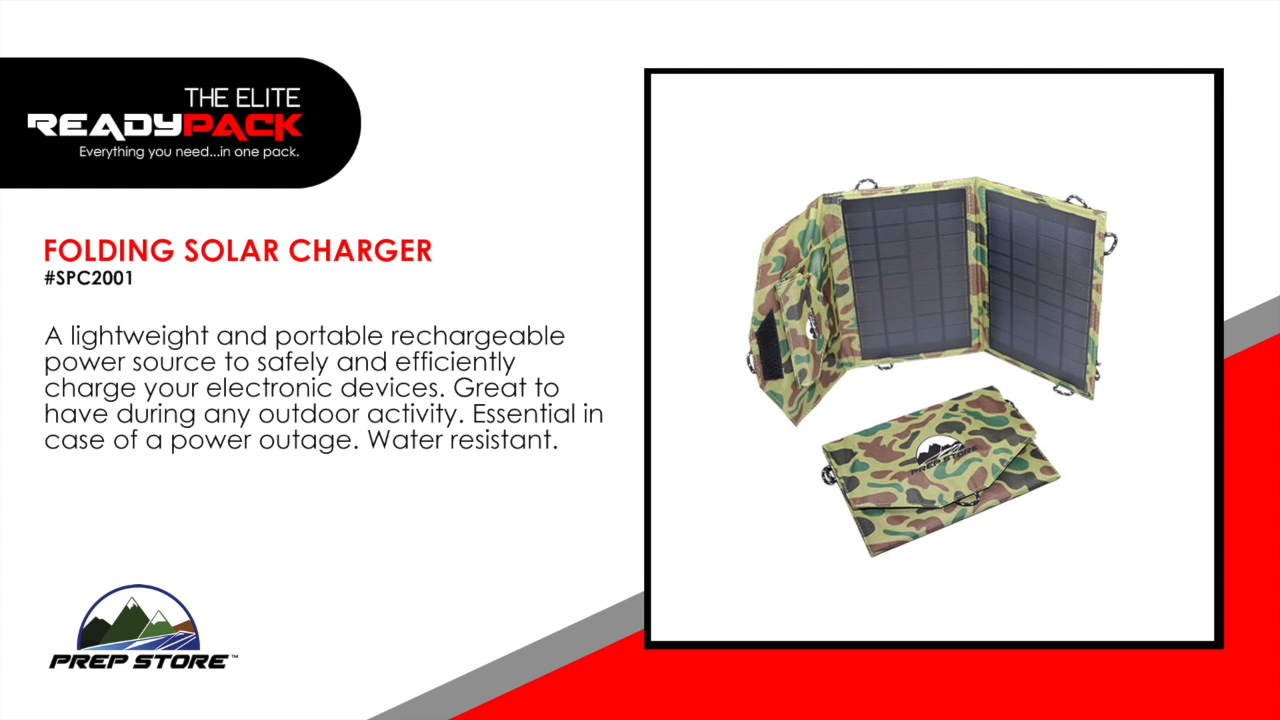 THE ELITE
READYPACK
Everything you need...in one pack.
FOLDING SOLAR CHARGER
#SPC2001
A lightweight and portable rechargeable
power source to safely and efficiently
charge your electronic devices. Great to
have during any outdoor activity. Essential in
case of a power outage. Water resistant.
PREP STORE
PREP STORE™